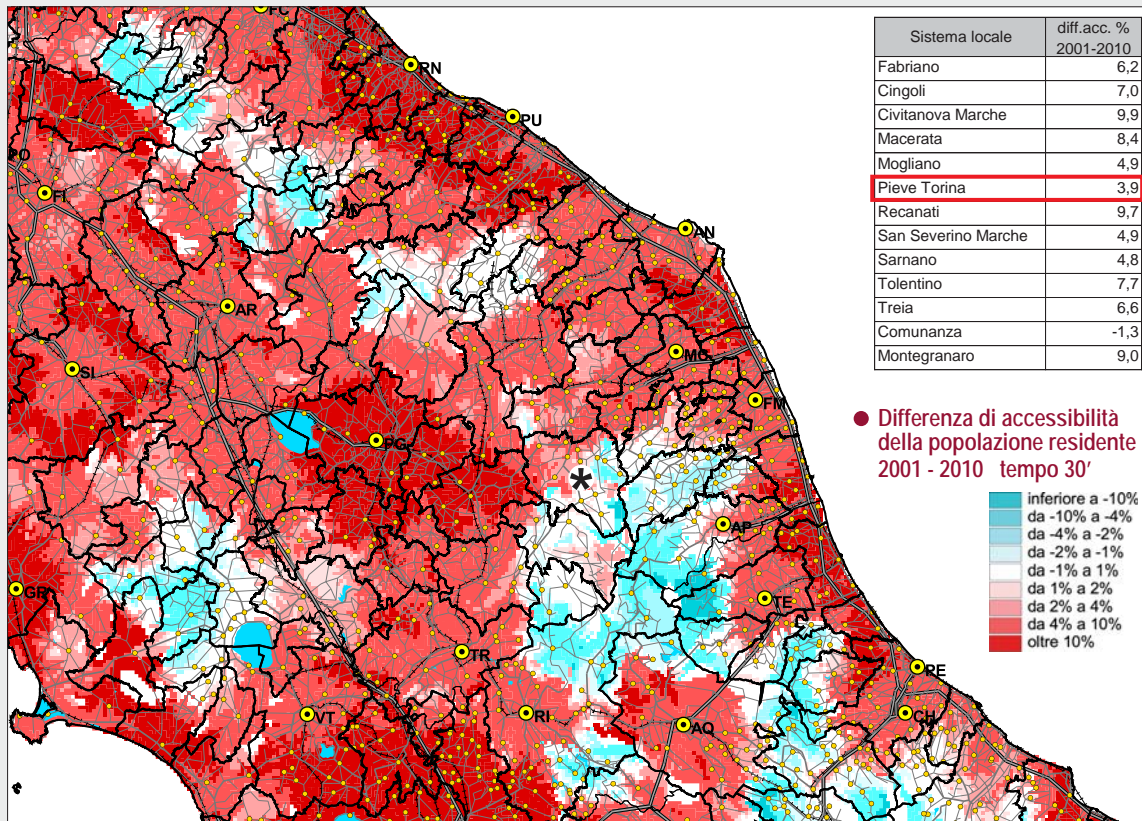 FC
RN
PU
FI
AN
AR
MC
SI
FM
PG
*
AP
GR
TE
TR
PE
VT
RI
AQ
CH
Sistema locale diff.acc. %
2001-2010
Fabriano 6,2
Cingoli 7,0
Civitanova Marche 9,9
Macerata 8,4
Mogliano 4,9
Pieve Torina 3,9
Recanati 9,7
San Severino Marche 4,9
Sarnano 4,8
Tolentino 7,7
Treia 6,6
Comunanza -1,3
Montegranaro 9,0
● Differenza di accessibilità
della popolazione residente
2001 - 2010 tempo 30'
inferiore a -10%
da -10% a -4%
da -4% a -2%
da -2% a -1%
da -1% a 1%
da 1% a 2%
da 2% a 4%
da 4% a 10%
oltre 10%